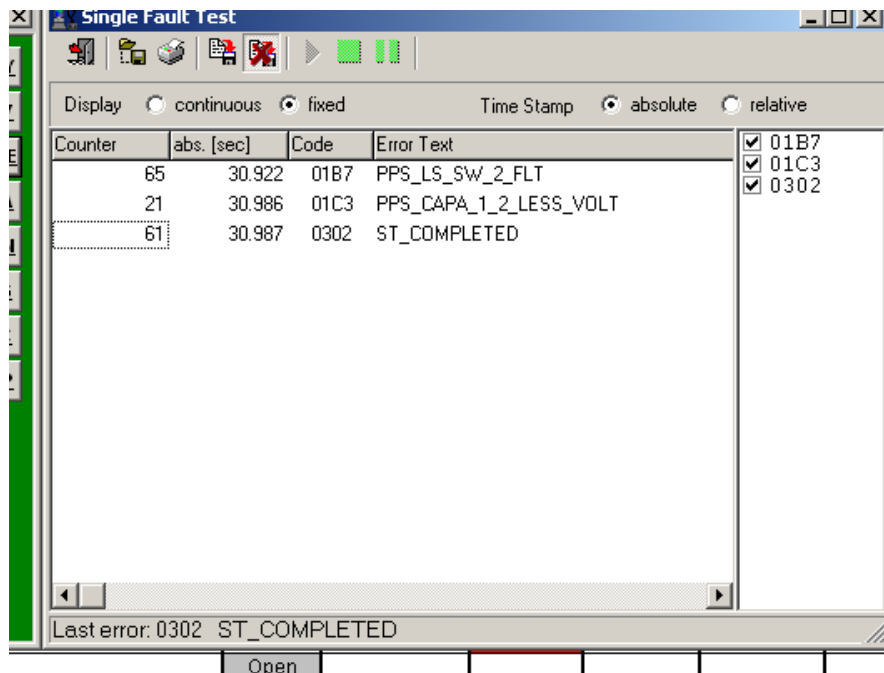 Single Fault Test
Display continuous fixed Time Stamp absolute relative
Counter abs. [sec] Code Error Text
65 30.922 01B7 PPS_LS_SW_2_FLT
21 30.986 01C3 PPS_CAPA_1_2_LESS_VOLT
61 30.987 0302 ST_COMPLETED
01B7
01C3
0302
Last error: 0302 ST_COMPLETED
Open